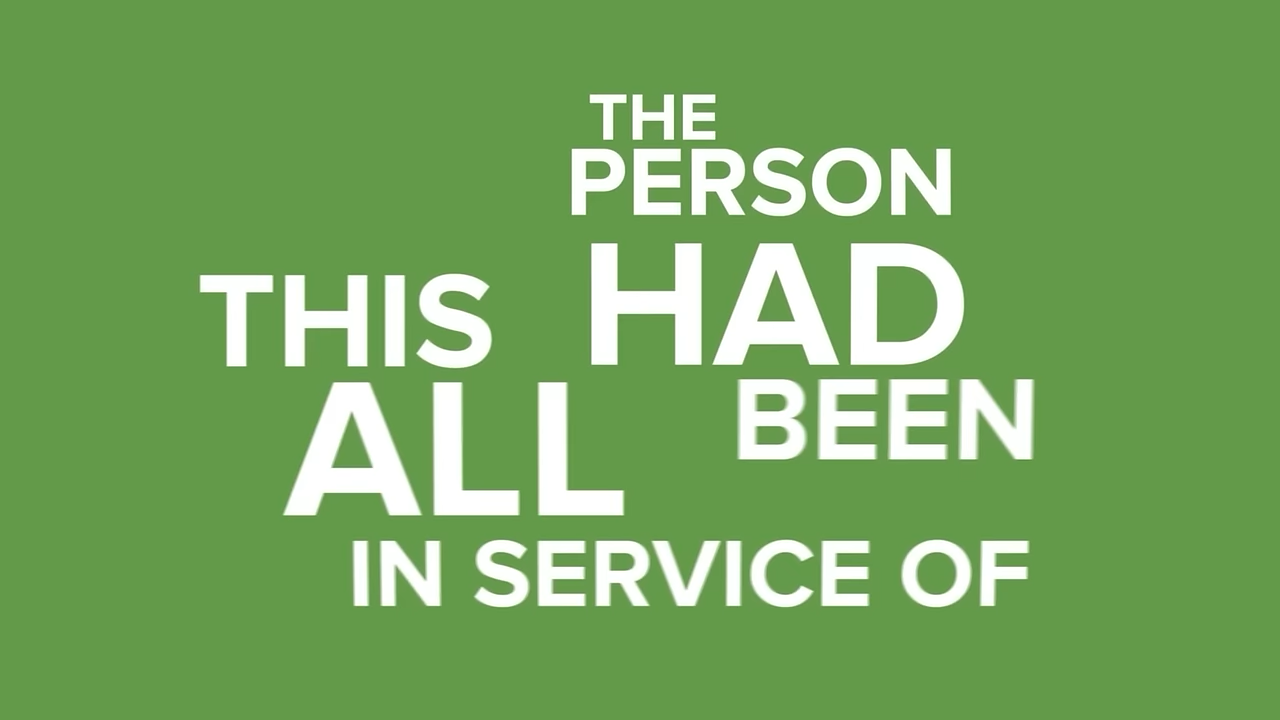 THE
PERSON
THIS HAD
ALL BEEN
IN SERVICE OF